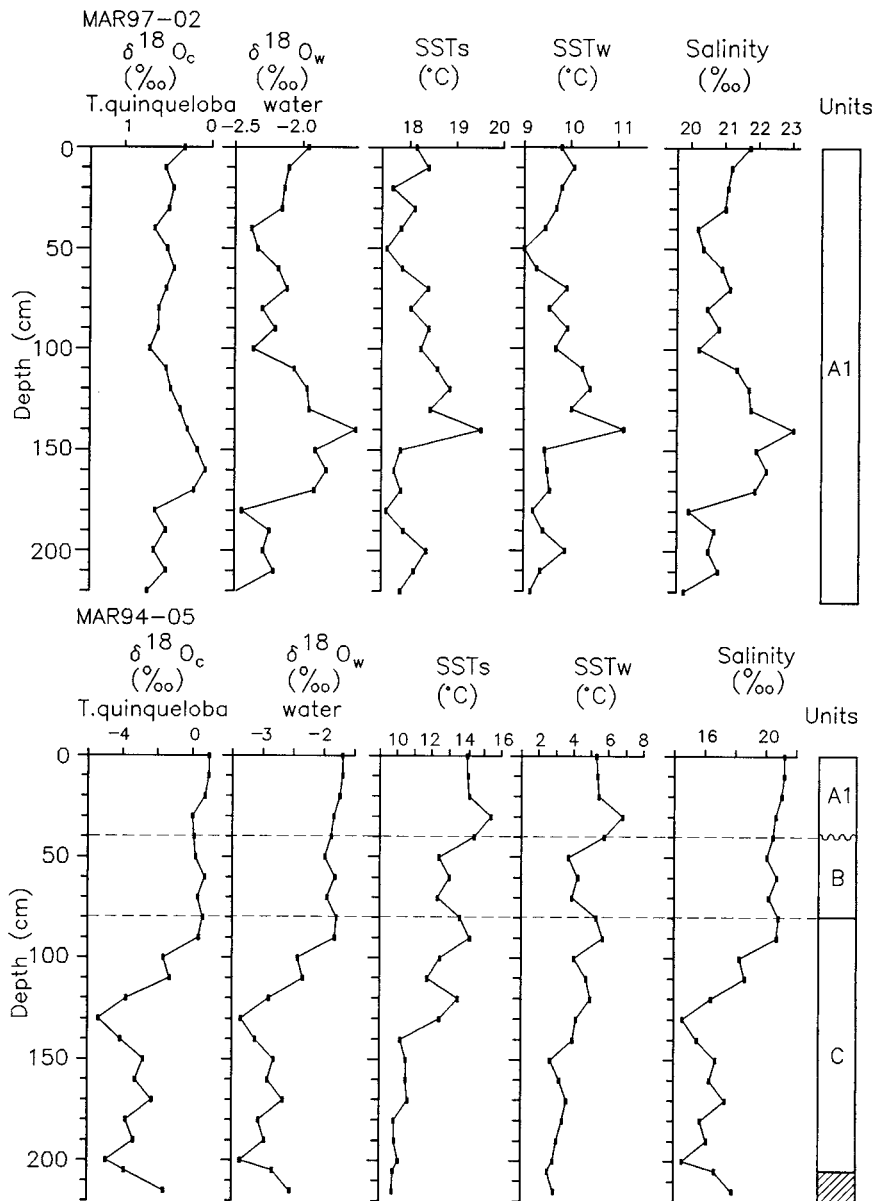 MAR97-02
δ18 Oc δ18 Ow SSTs SSTw Salinity
(‰) (‰) (°C) (°C) (‰)
T.quinqueloba water Units
1 0 -2.5 -2.0 18 19 20 9 10 11 20 21 22 23
0
50
100
150
200
Depth (cm)
A1
MAR94-05
δ18 Oc δ18 Ow SSTs SSTw Salinity
(‰) (‰) (°C) (°C) (‰)
T.quinqueloba water Units
-4 0 -3 -2 10 12 14 16 2 4 6 8 16 20
0
50
100
150
200
Depth (cm)
A1
B
C